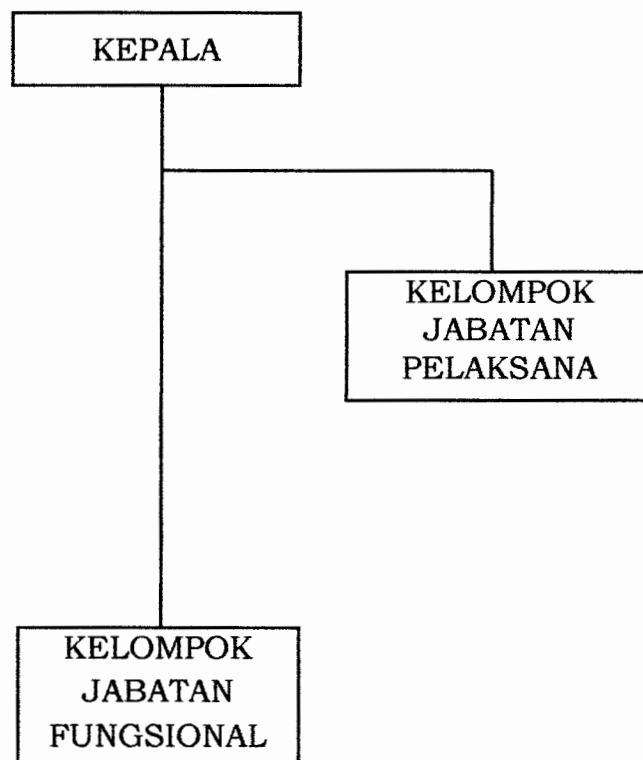 KEPALA
KELOMPOK
JABATAN
PELAKSANA
KELOMPOK
JABATAN
FUNGSIONAL